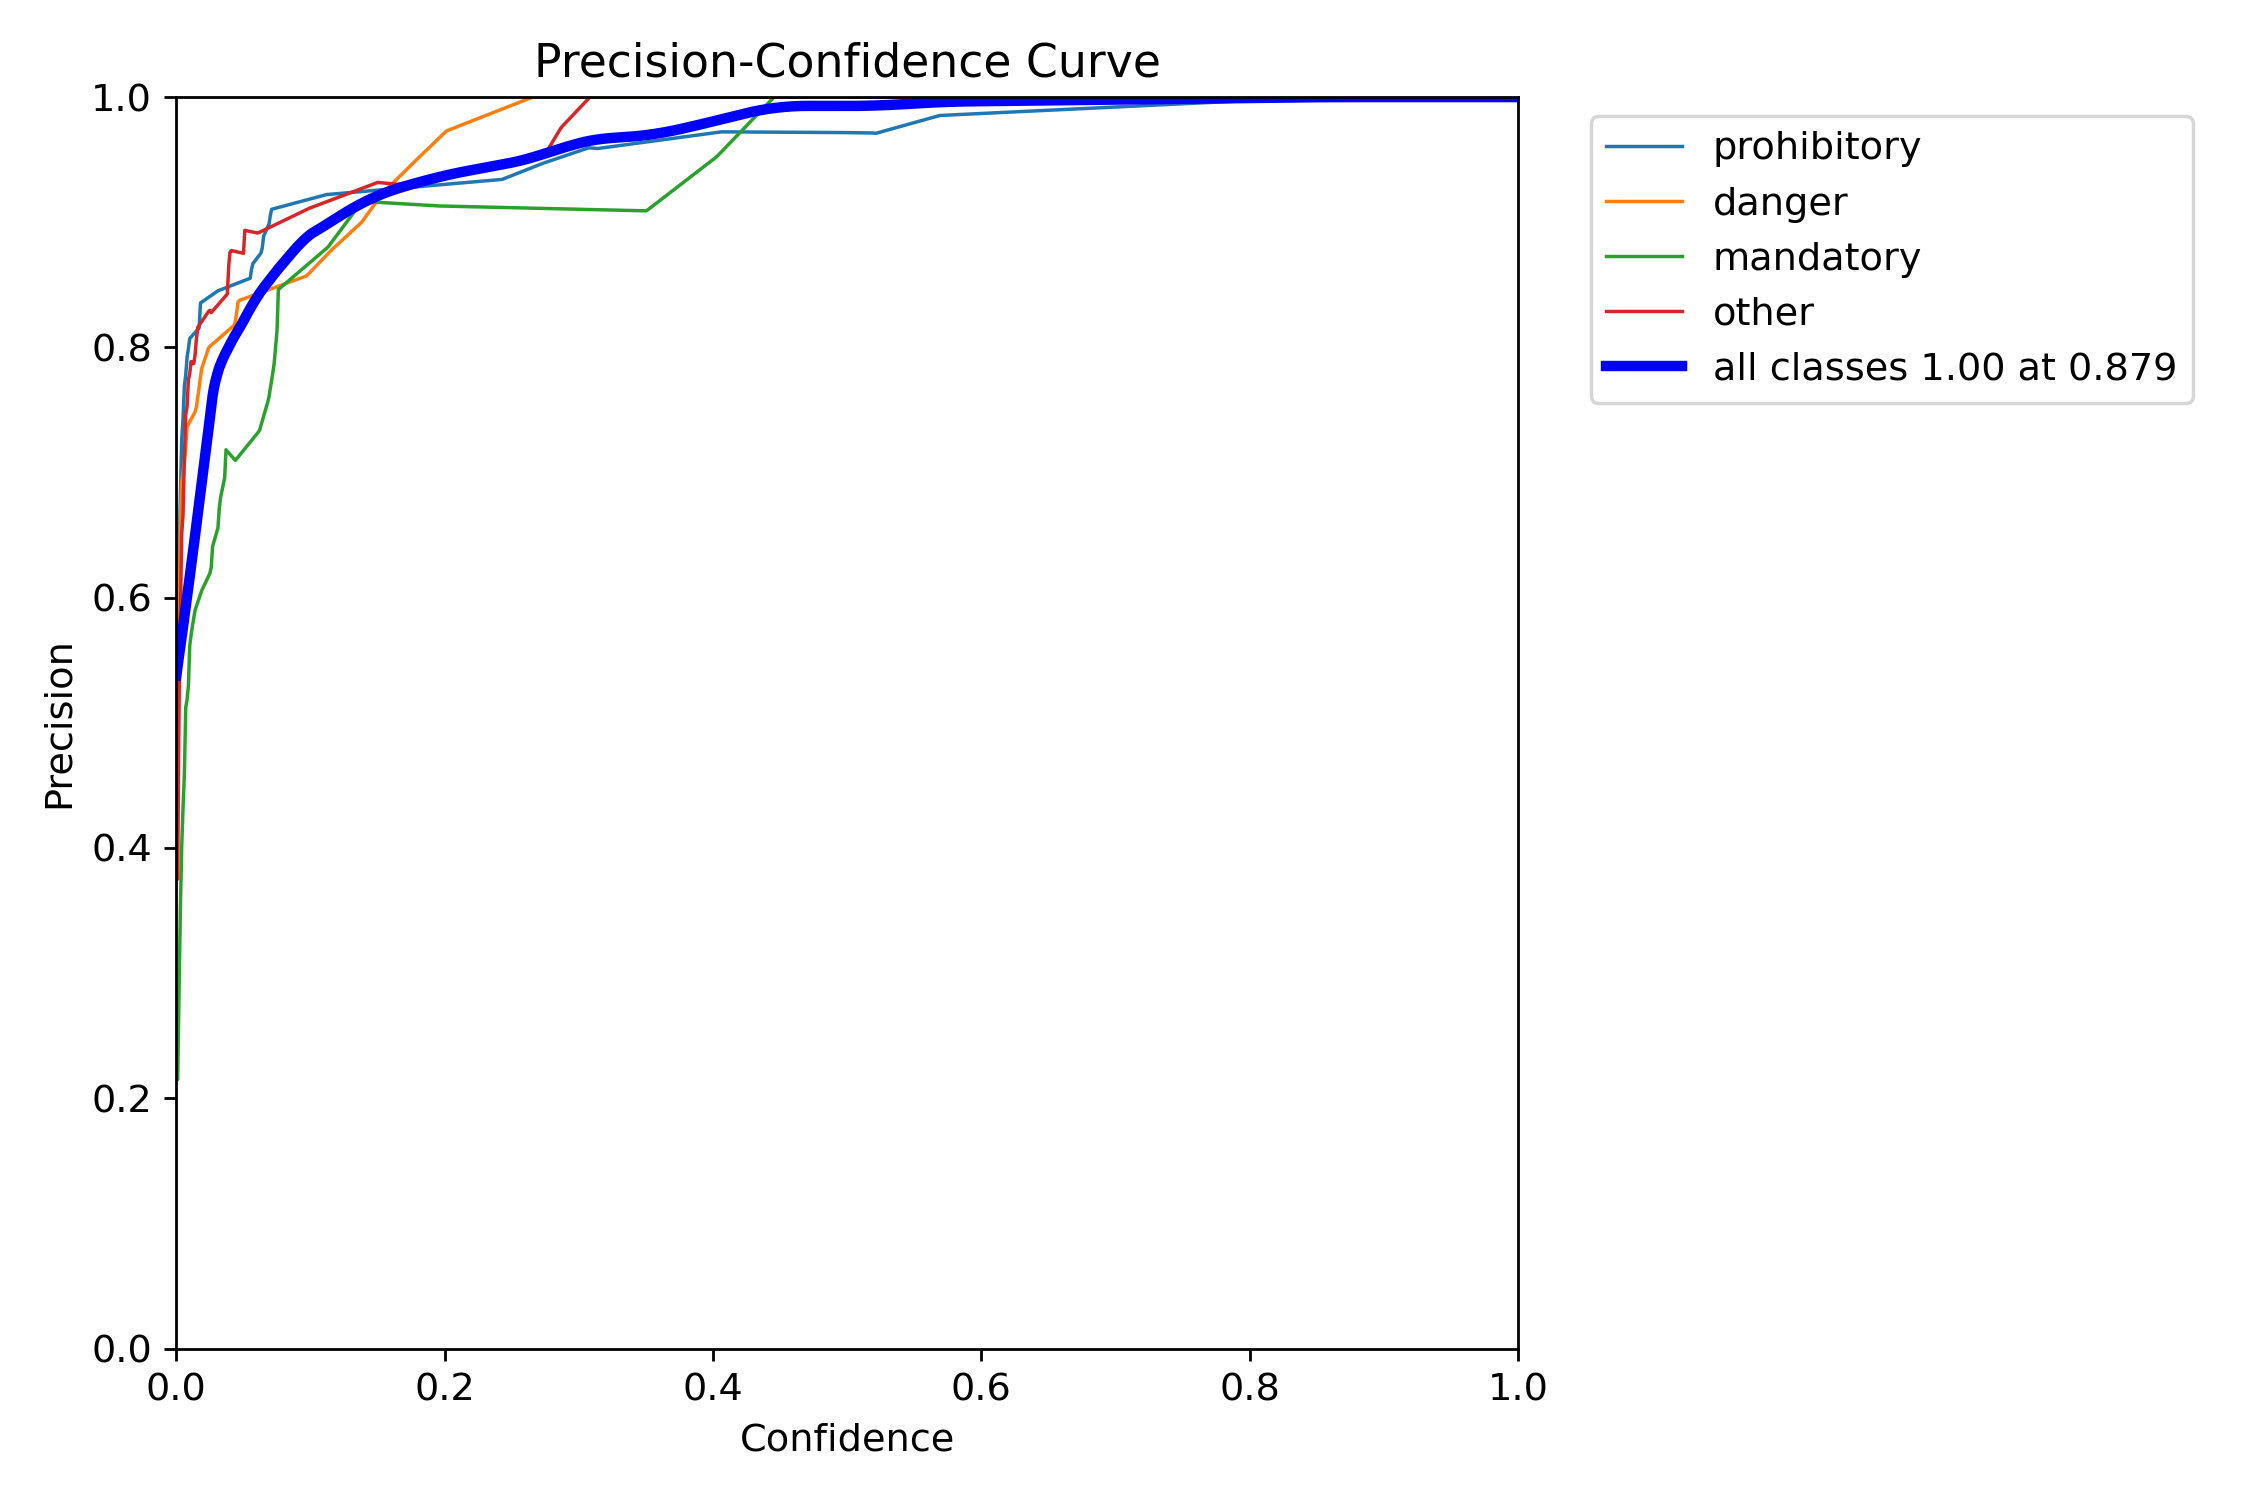 Precision-Confidence Curve
1.0
0.8
0.6
0.4
0.2
0.0
Precision
0.0 0.2 0.4 0.6 0.8 1.0
Confidence
prohibitory
danger
mandatory
other
all classes 1.00 at 0.879